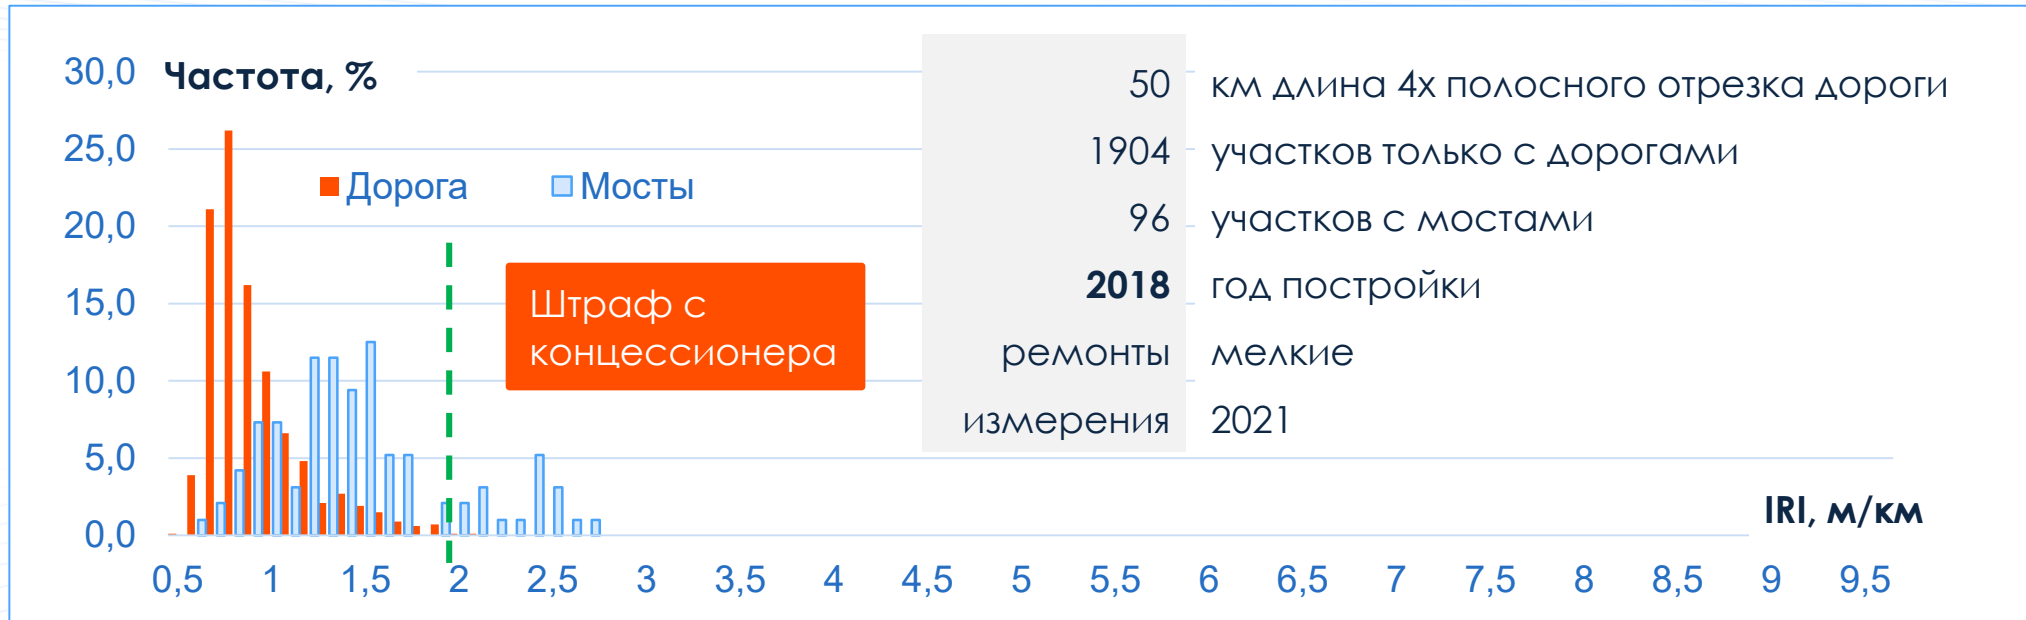 30,0
Частота, %
25,0
20,0
15,0
10,0
5,0
0,0
Дорога
Мосты
Штраф с
концессионера
50 км длина 4х полосного отрезка дороги
1904 участков только с дорогами
96 участков с мостами
2018 год постройки
ремонты мелкие
измерения 2021
IRI, м/км
0,5 1 1,5 2 2,5 3 3,5 4 4,5 5 5,5 6 6,5 7 7,5 8 8,5 9 9,5